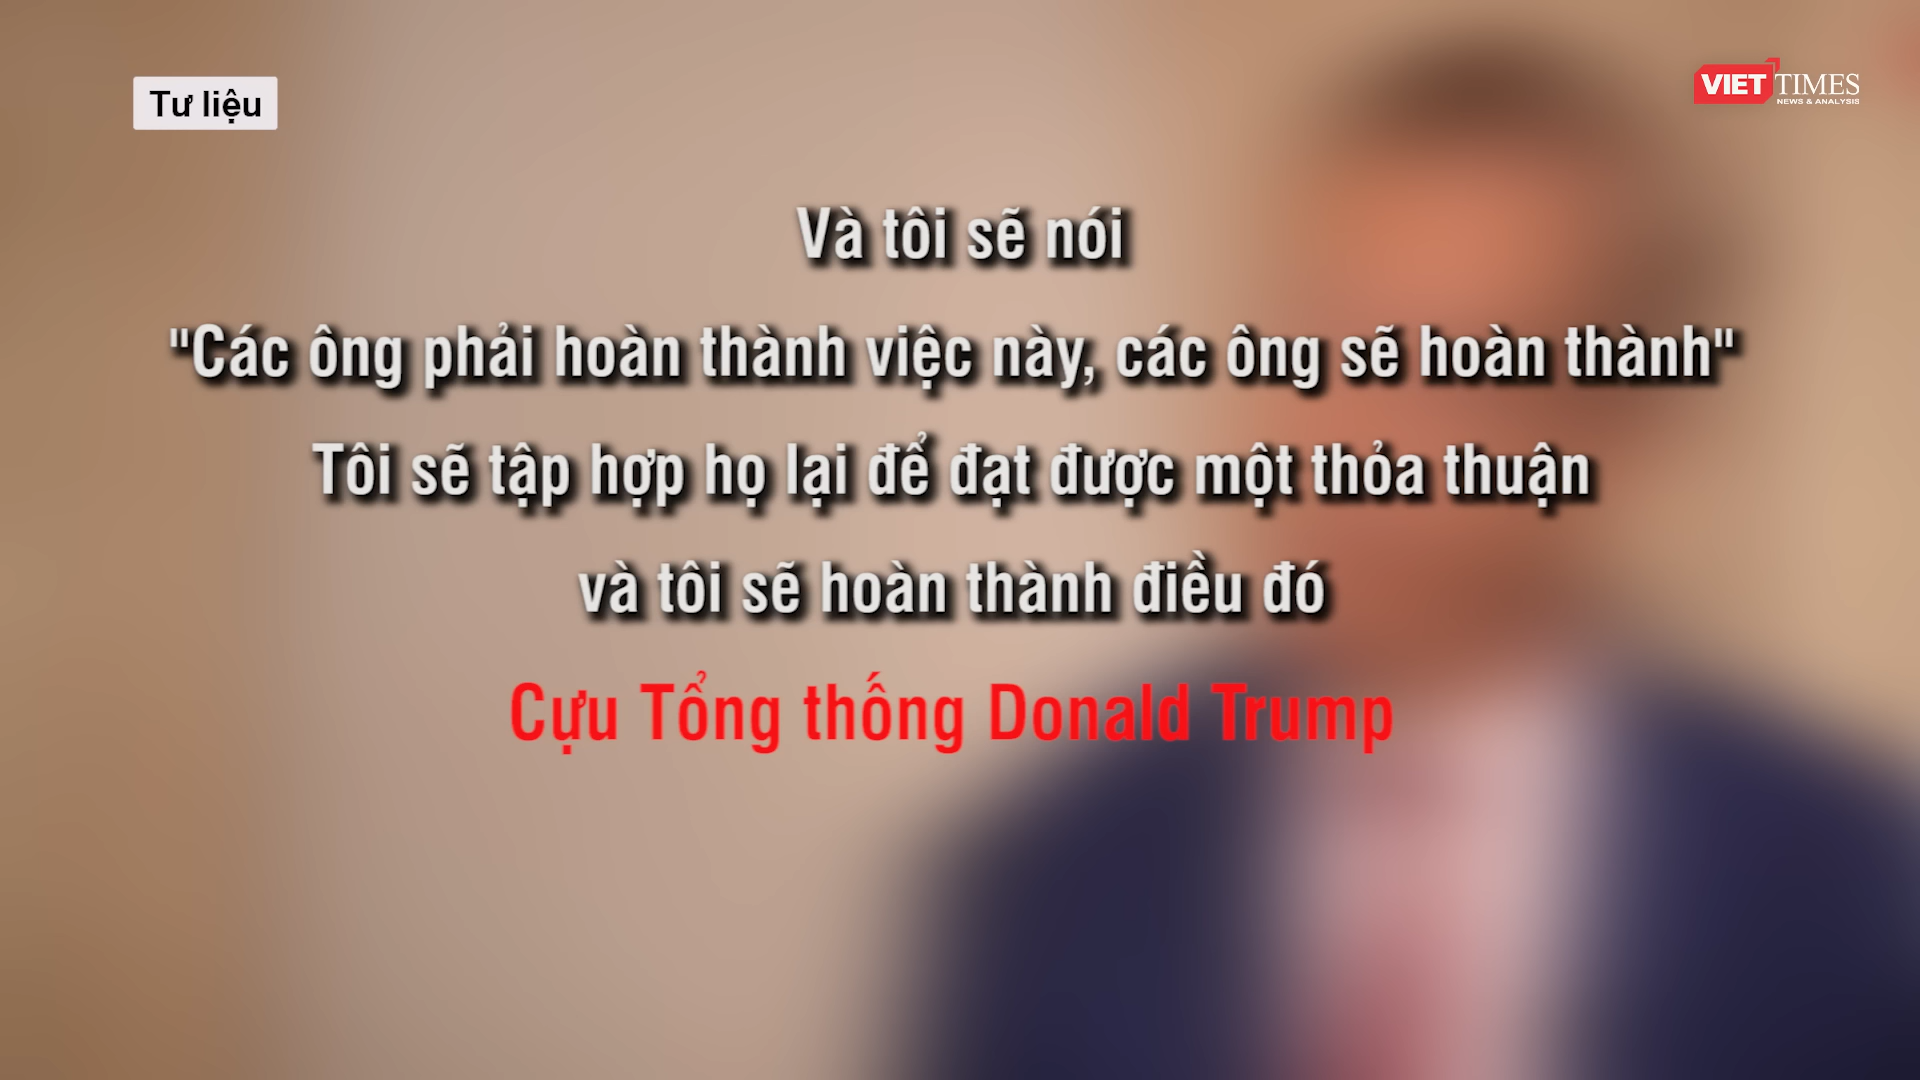 Tư liệu
VIET TIMES
NEWS & ANALYSIS
Và tôi sẽ nói
"Các ông phải hoàn thành việc này, các ông sẽ hoàn thành"
Tôi sẽ tập hợp họ lại để đạt được một thỏa thuận
và tôi sẽ hoàn thành điều đó
Cựu Tổng thống Donald Trump